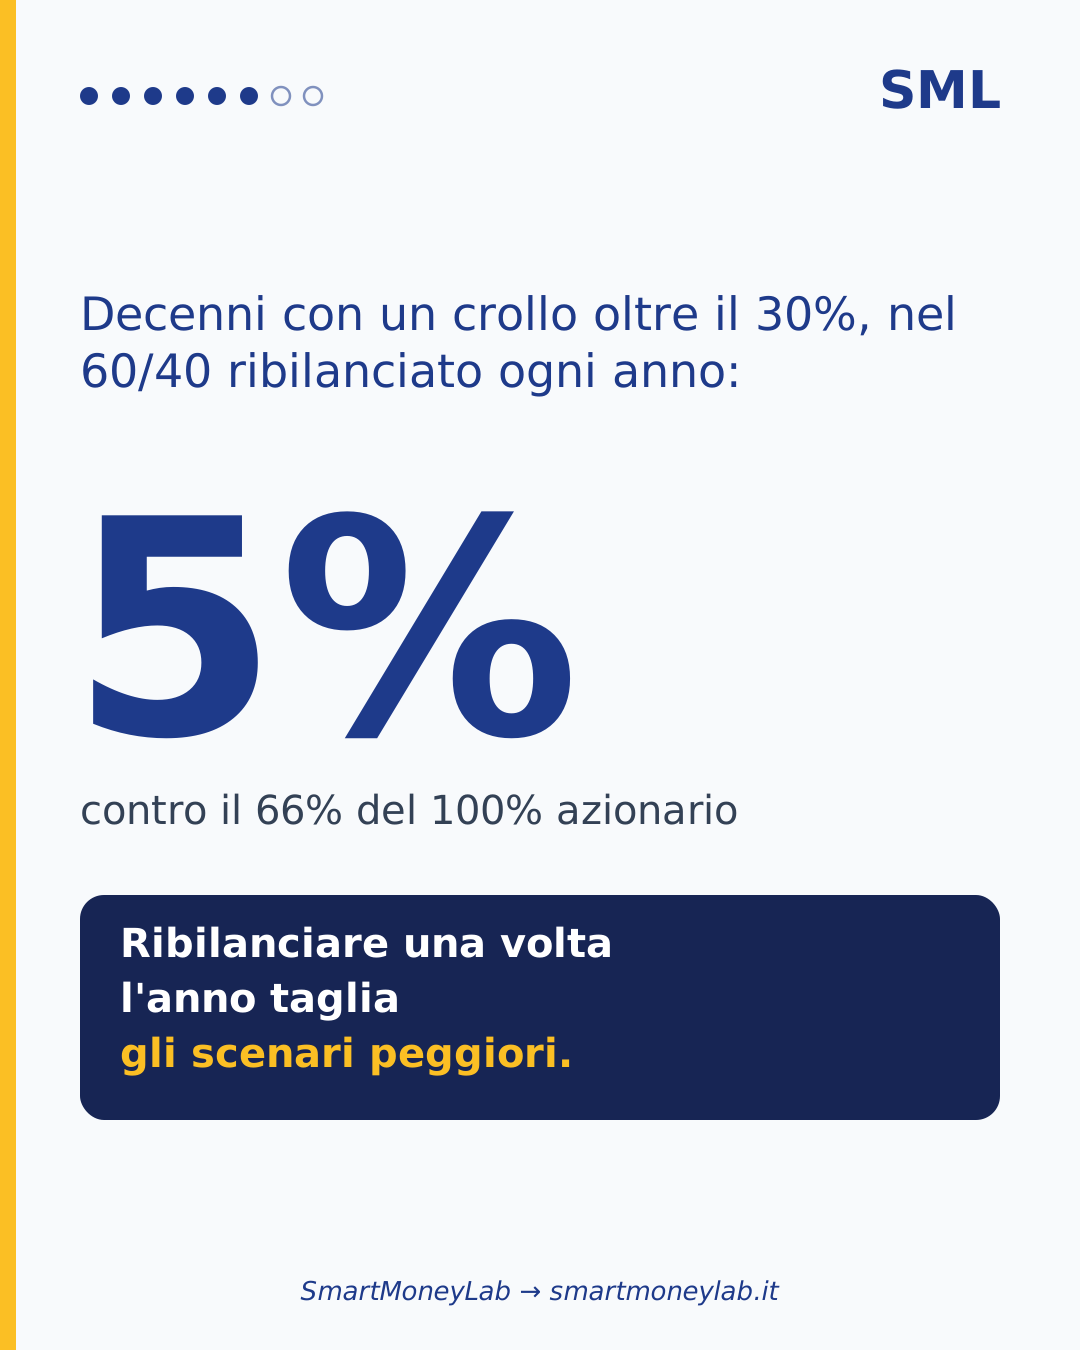 SML
Decenni con un crollo oltre il 30%, nel
60/40 ribilanciato ogni anno:
5%
contro il 66% del 100% azionario
Ribilanciare una volta
l'anno taglia
gli scenari peggiori.
SmartMoneyLab → smartmoneylab.it